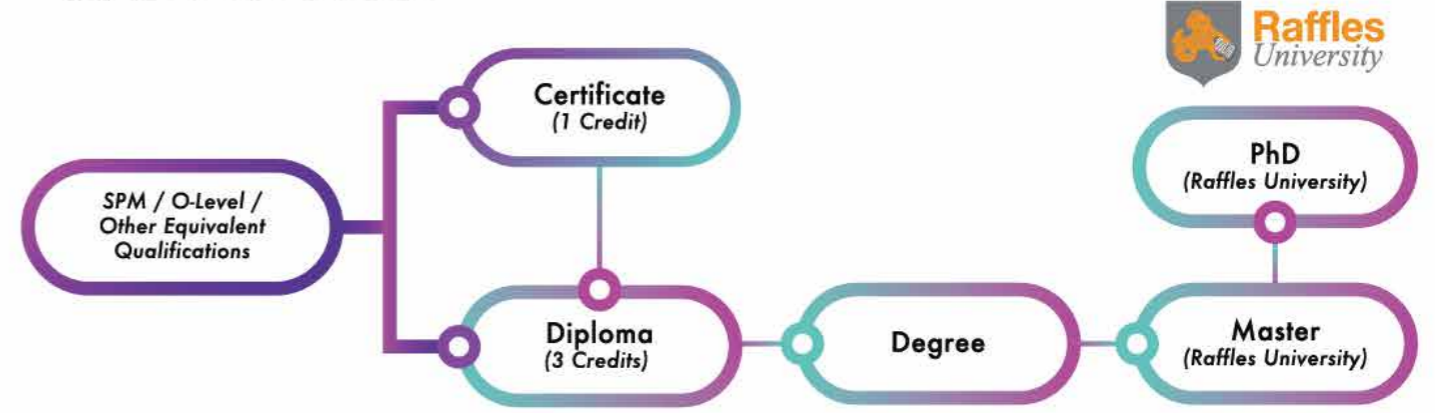 Raffles
University
Certificate
(1 Credit)
PhD
(Raffles University)
SPM / O-Level /
Other Equivalent
Qualifications
Diploma
(3 Credits)
Degree
Master
(Raffles University)